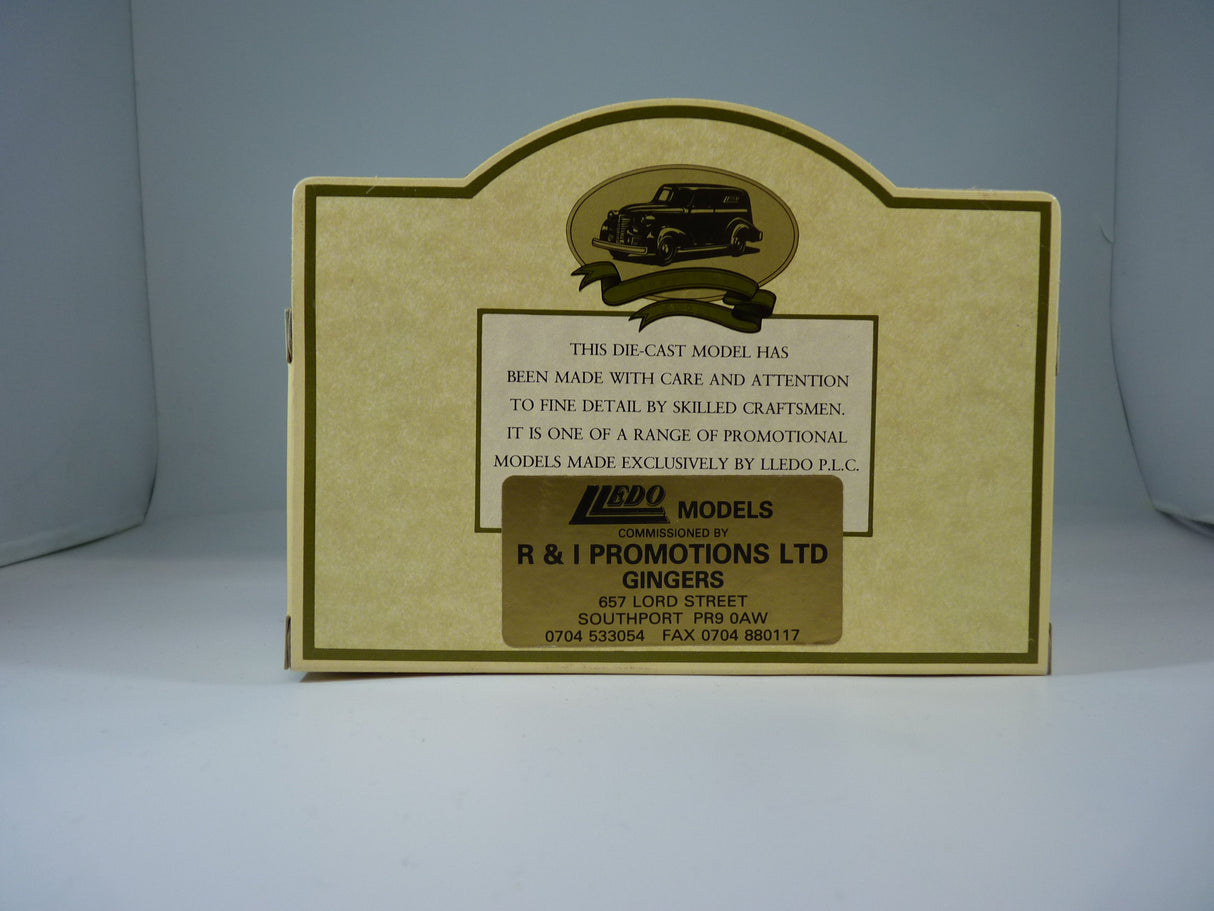 LLEDO
THIS DIE-CAST MODEL HAS
BEEN MADE WITH CARE AND ATTENTION
TO FINE DETAIL BY SKILLED CRAFTSMEN.
IT IS ONE OF A RANGE OF PROMOTIONAL
MODELS MADE EXCLUSIVELY BY LLEDO P.L.C.
LLEDO MODELS
COMMISSIONED BY
R & I PROMOTIONS LTD
GINGERS
657 LORD STREET
SOUTHPORT PR9 0AW
0704 533054 FAX 0704 880117